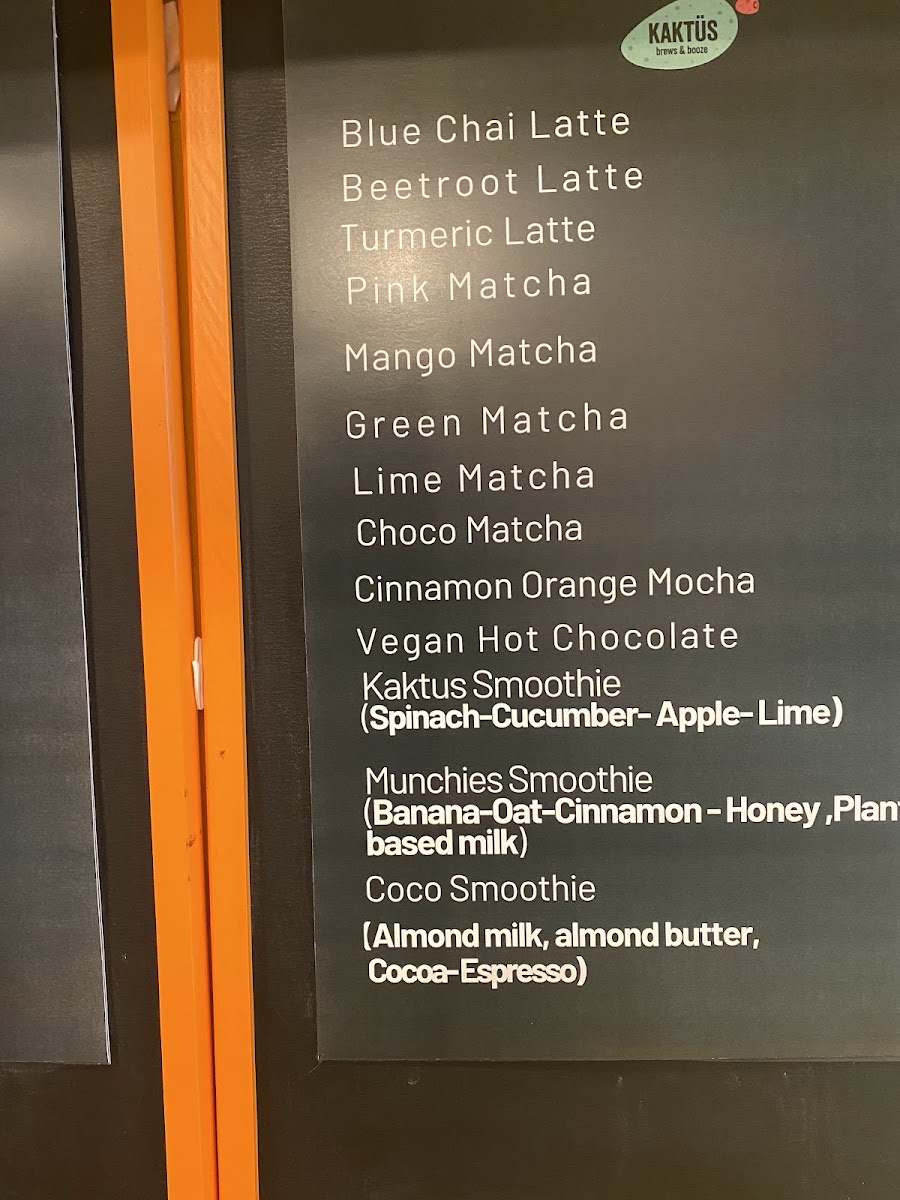 KAKTÜS
brews & booze
Blue Chai Latte
Beetroot Latte
Turmeric Latte
Pink Matcha
Mango Matcha
Green Matcha
Lime Matcha
Choco Matcha
Cinnamon Orange Mocha
Vegan Hot Chocolate
Kaktus Smoothie
(Spinach-Cucumber- Apple- Lime)
Munchies Smoothie
(Banana-Oat-Cinnamon - Honey ,Plant
based milk)
Coco Smoothie
(Almond milk, almond butter,
Cocoa-Espresso)